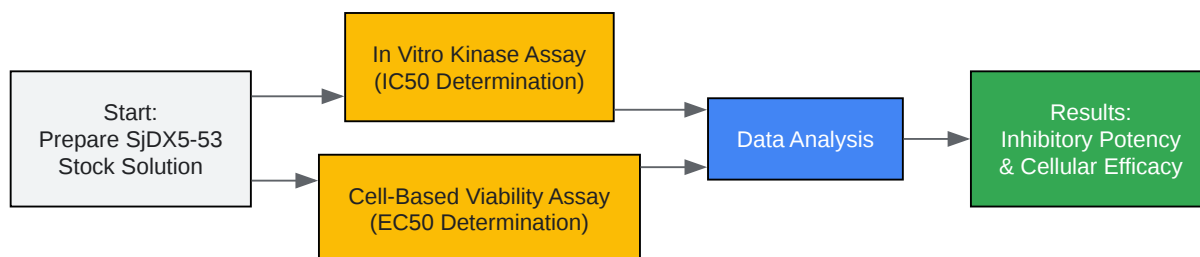 Start:
Prepare SjDX5-53
Stock Solution
In Vitro Kinase Assay
(IC50 Determination)
Cell-Based Viability Assay
(EC50 Determination)
Data Analysis
Results:
Inhibitory Potency
& Cellular Efficacy